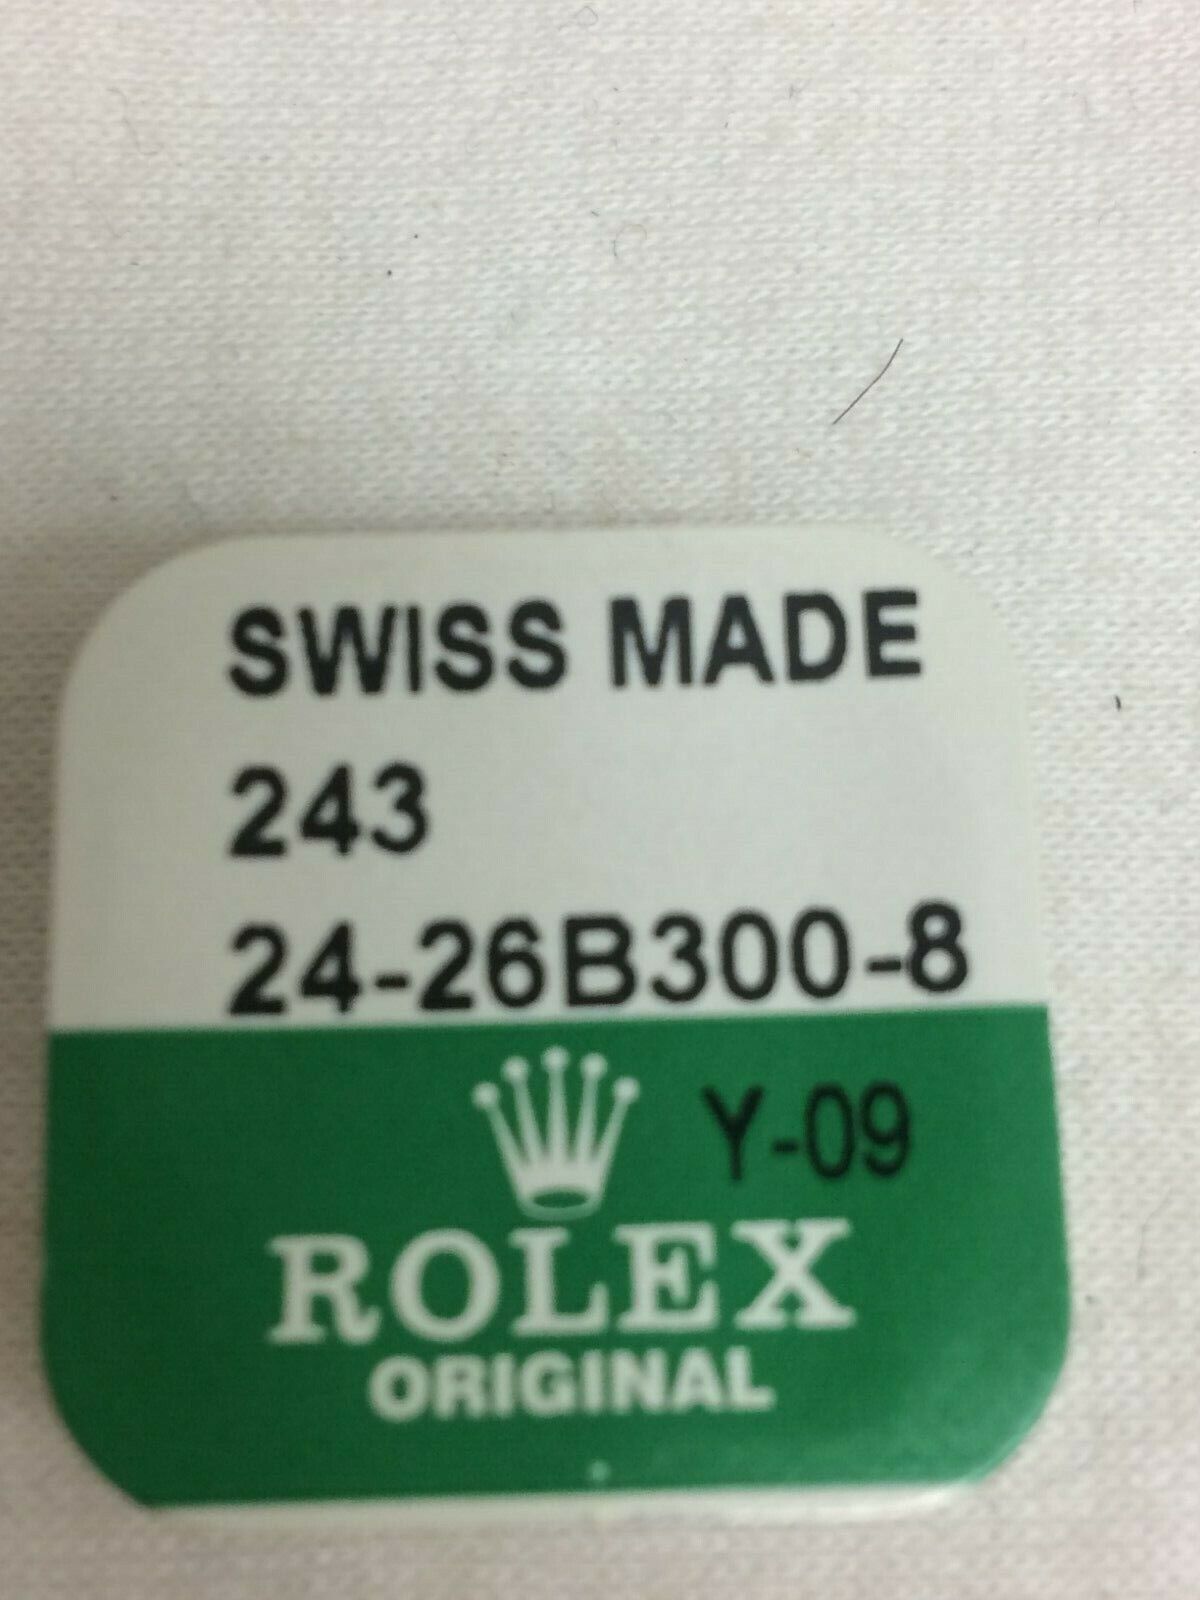 SWISS MADE
243
24-26B300-8
Y-09
ROLEX
ORIGINAL